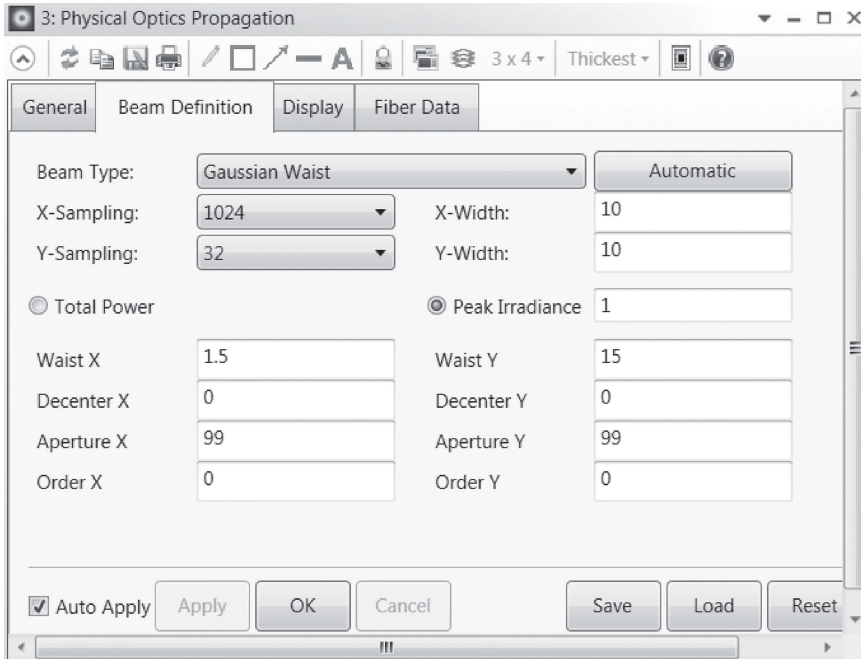 3: Physical Optics Propagation
A 3 x 4 Thickest
General Beam Definition Display Fiber Data
Beam Type: Gaussian Waist Automatic
X-Sampling: 1024 X-Width: 10
Y-Sampling: 32 Y-Width: 10
Total Power Peak Irradiance 1
Waist X 1.5 Waist Y 15
Decenter X 0 Decenter Y 0
Aperture X 99 Aperture Y 99
Order X 0 Order Y 0
Auto Apply Apply OK Cancel Save Load Reset